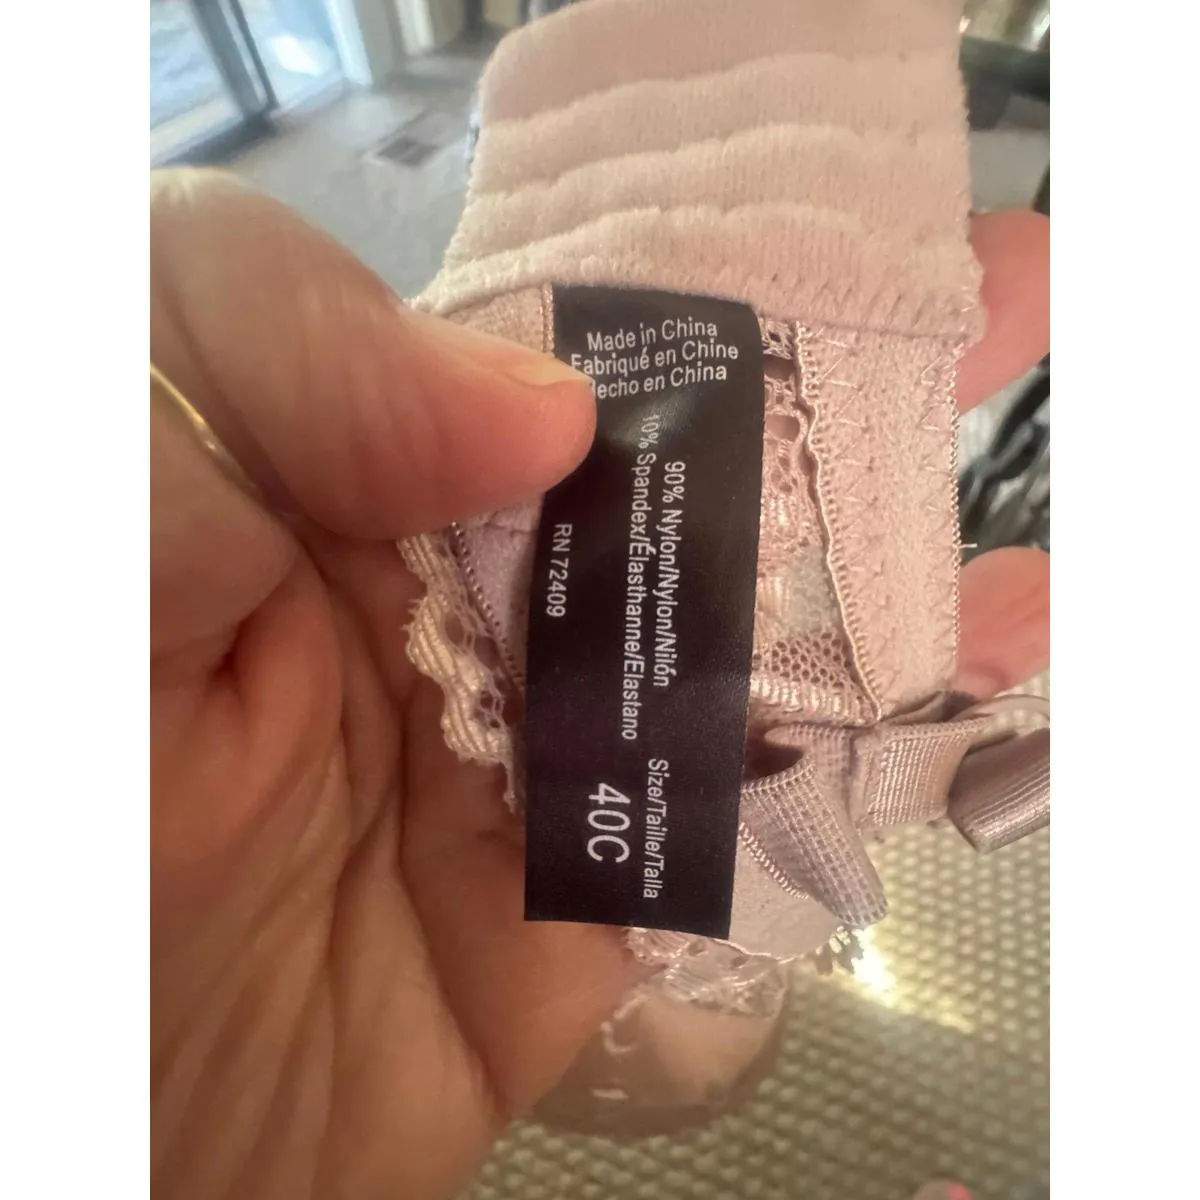 Made in China
Fabriqué en Chine
Hecho en China
90% Nylon/Nylon/Nilón
10% Spandex/Élasthanne/Elastano
RN 72409
Size/Taille/Talla
40C